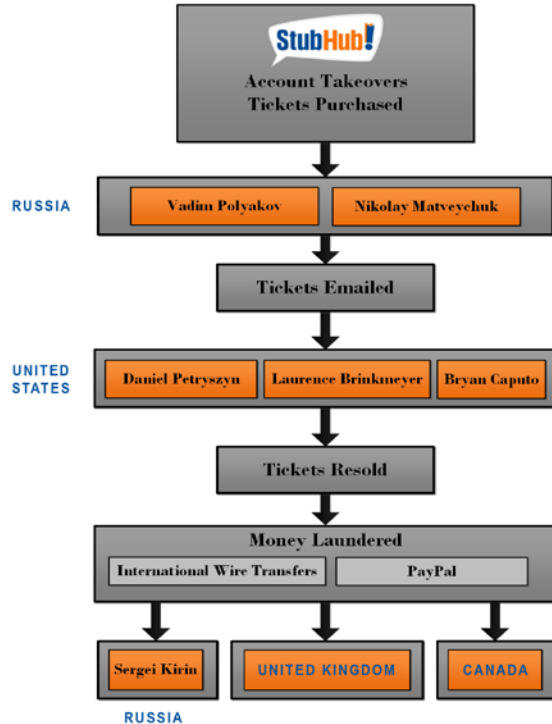 StubHub!
Account Takeovers
Tickets Purchased
RUSSIA
Vadim Polyakov
Nikolay Matveychuk
Tickets Emailed
UNITED
STATES
Daniel Petryszyn
Laurence Brinkmeyer
Bryan Caputo
Tickets Resold
Money Laundered
International Wire Transfers
PayPal
Sergei Kirin
UNITED KINGDOM
CANADA
RUSSIA